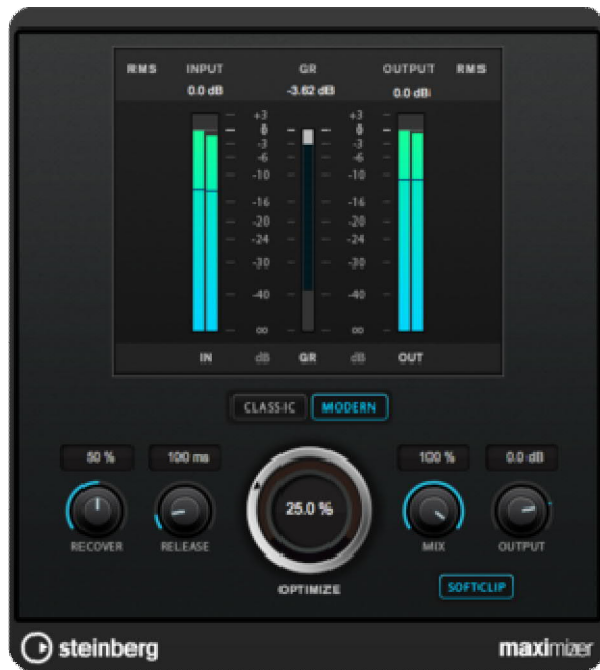 RMS INPUT GR OUTPUT RMS
0.0 dB -3.62 dB 0.0 dB
+3 +3
0 0
-3 -3
-6 -6
-10 -10
-16 -16
-20 -20
-24 -24
-30 -30
-40 -40
∞ ∞
IN dB GR dB OUT
CLASSIC MODERN
50 % 100 ms 100 % 0.0 dB
25.0 %
RECOVER RELEASE MIX OUTPUT
OPTIMIZE
SOFTCLIP
steinberg maximizer